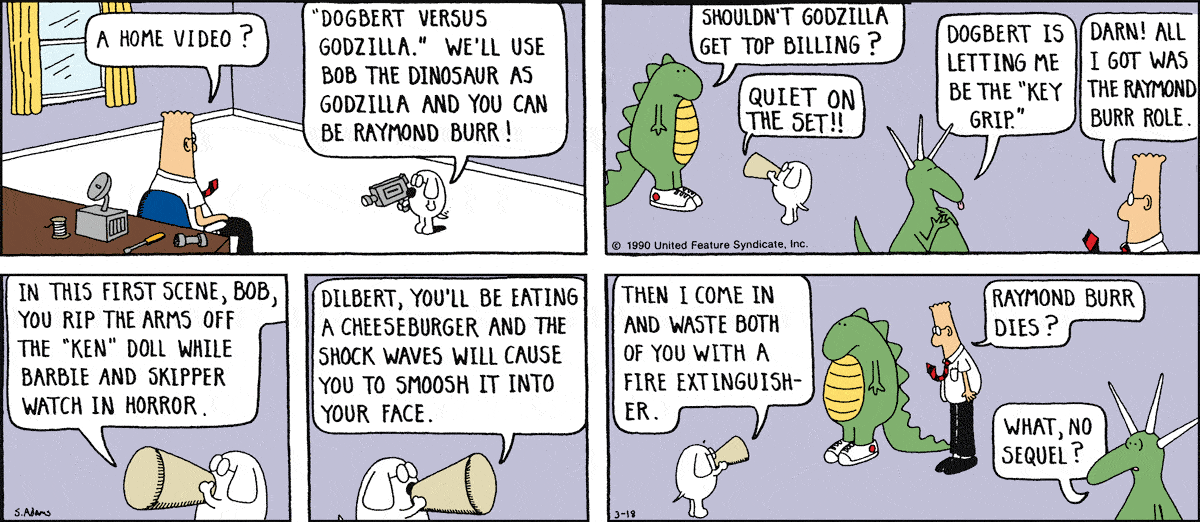 A HOME VIDEO?
"DOGBERT VERSUS
GODZILLA." WE'LL USE
BOB THE DINOSAUR AS
GODZILLA AND YOU CAN
BE RAYMOND BURR!
SHOULDN'T GODZILLA
GET TOP BILLING?
QUIET ON
THE SET!!
DOGBERT IS
LETTING ME
BE THE "KEY
GRIP."
DARN! ALL
I GOT WAS
THE RAYMOND
BURR ROLE.
© 1990 United Feature Syndicate, Inc.
IN THIS FIRST SCENE, BOB,
YOU RIP THE ARMS OFF
THE "KEN" DOLL WHILE
BARBIE AND SKIPPER
WATCH IN HORROR.
S. Adams
DILBERT, YOU'LL BE EATING
A CHEESEBURGER AND THE
SHOCK WAVES WILL CAUSE
YOU TO SMOOSH IT INTO
YOUR FACE.
THEN I COME IN
AND WASTE BOTH
OF YOU WITH A
FIRE EXTINGUISH-
ER.
RAYMOND BURR
DIES?
WHAT, NO
SEQUEL?
3-18